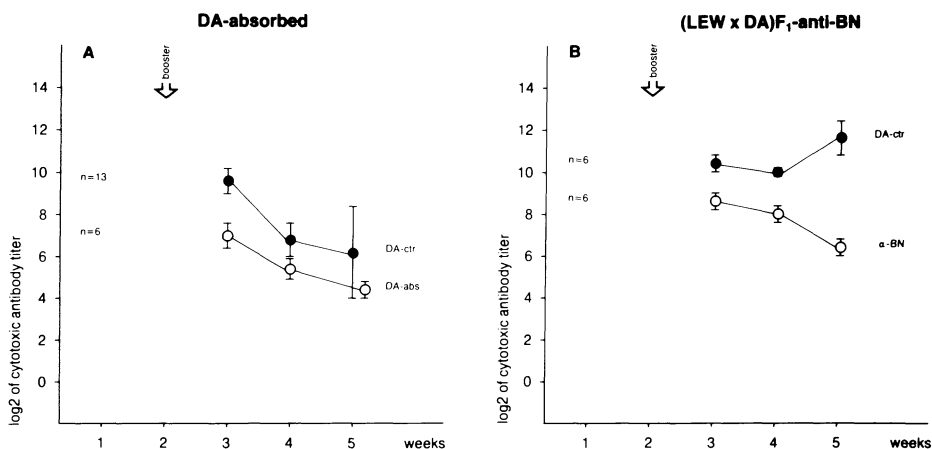 DA-absorbed
A
booster
log2 of cytotoxic antibody titer
14
12
10
8
6
4
2
0
n=13
n=6
DA-ctr
DA-abs
1 2 3 4 5 weeks
(LEW x DA)F₁-anti-BN
B
booster
log2 of cytotoxic antibody titer
14
12
10
8
6
4
2
0
n=6
n=6
DA-ctr
α-BN
1 2 3 4 5 weeks